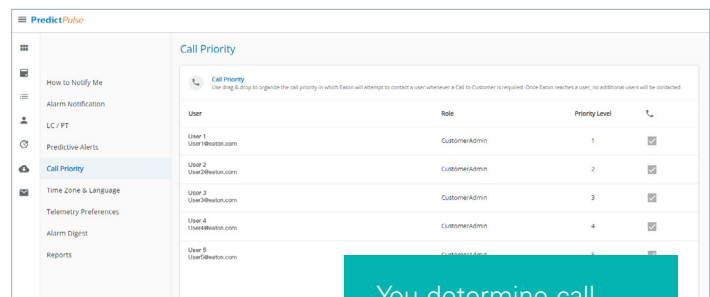 PredictPulse
Call Priority
Call Priority
Use drag & drop to organize the call priority in which Eaton will attempt to contact a user whenever a Call to Customer is required. Once Eaton reaches a user, no additional users will be contacted.
How to Notify Me
Alarm Notification
LC / PT
Predictive Alerts
Call Priority
Time Zone & Language
Telemetry Preferences
Alarm Digest
Reports
User Role Priority Level
User 1 CustomerAdmin 1
User1@eaton.com
User 2 CustomerAdmin 2
User2@eaton.com
User 3 CustomerAdmin 3
User3@eaton.com
User 4 CustomerAdmin 4
User4@eaton.com
User 5
User5@eaton.com
You determine call